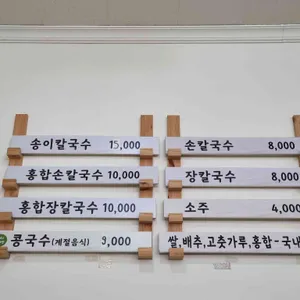 송이칼국수 15,000
홍합손칼국수 10,000
홍합장칼국수 10,000
콩국수(계절음식) 9,000
손칼국수 8,000
장칼국수 8,000
소주 4,000
쌀,배추,고춧가루,홍합-국내